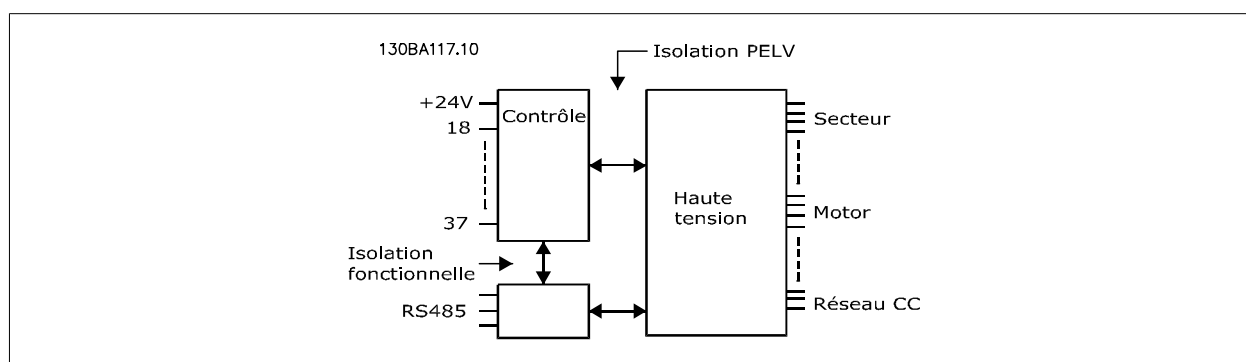 130BA117.10
Isolation PELV
+24V
Contrôle
18
37
Haute
tension
Secteur
Motor
Réseau CC
Isolation
fonctionnelle
RS485